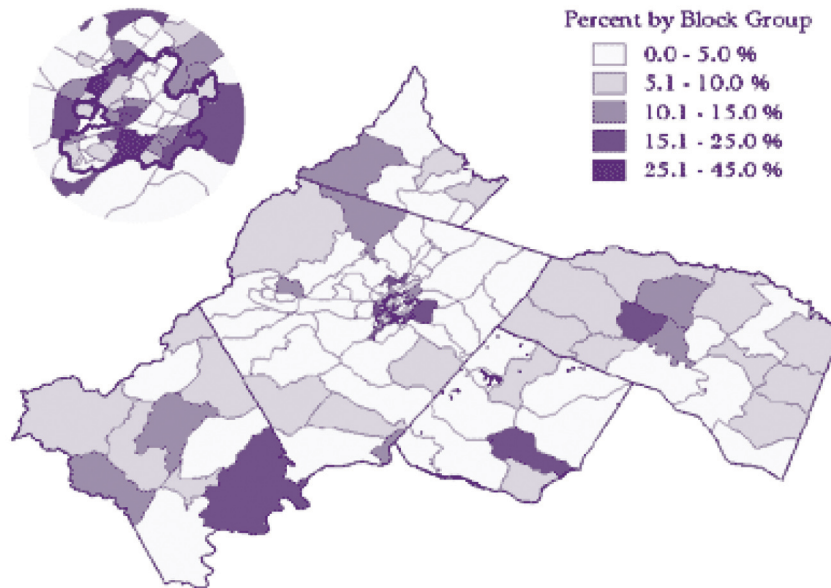 Percent by Block Group
0.0 - 5.0 %
5.1 - 10.0 %
10.1 - 15.0 %
15.1 - 25.0 %
25.1 - 45.0 %